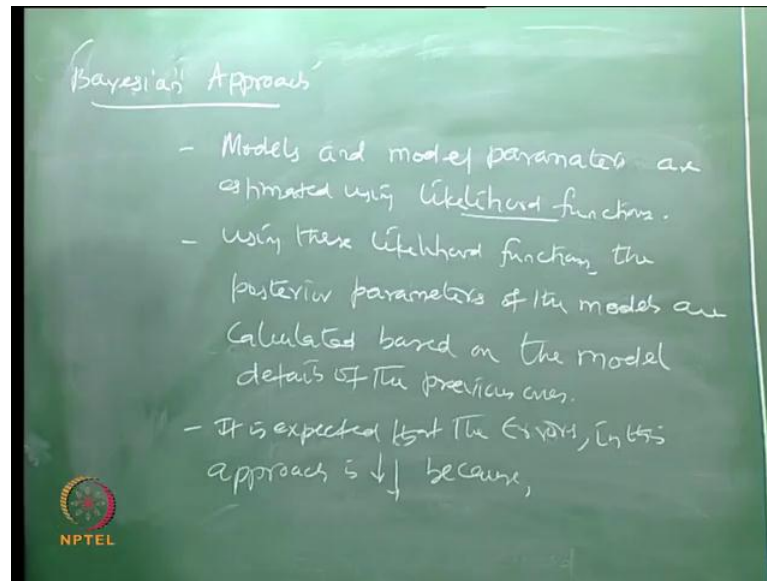 Bayesian Approach
- Models and model parameters are
estimated using likelihood functions.
- using these likelihood function, the
posterior parameters of the models are
calculated based on the model
details of the previous ones.
- It is expected that the Errors, in this
approach is ↓↓ because,
NPTEL